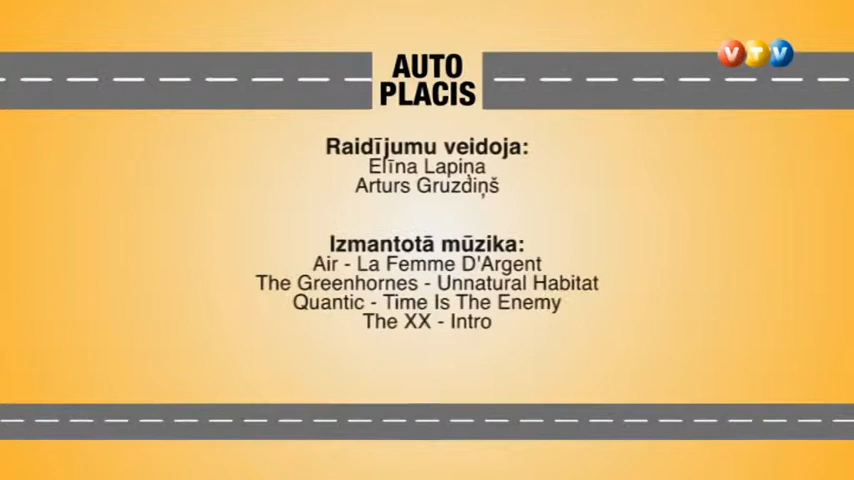 VTV
AUTO
PLACIS
Raidījumu veidoja:
Elīna Lapiņa
Arturs Gruzdiņš
Izmantotā mūzika:
Air - La Femme D'Argent
The Greenhornes - Unnatural Habitat
Quantic - Time Is The Enemy
The XX - Intro